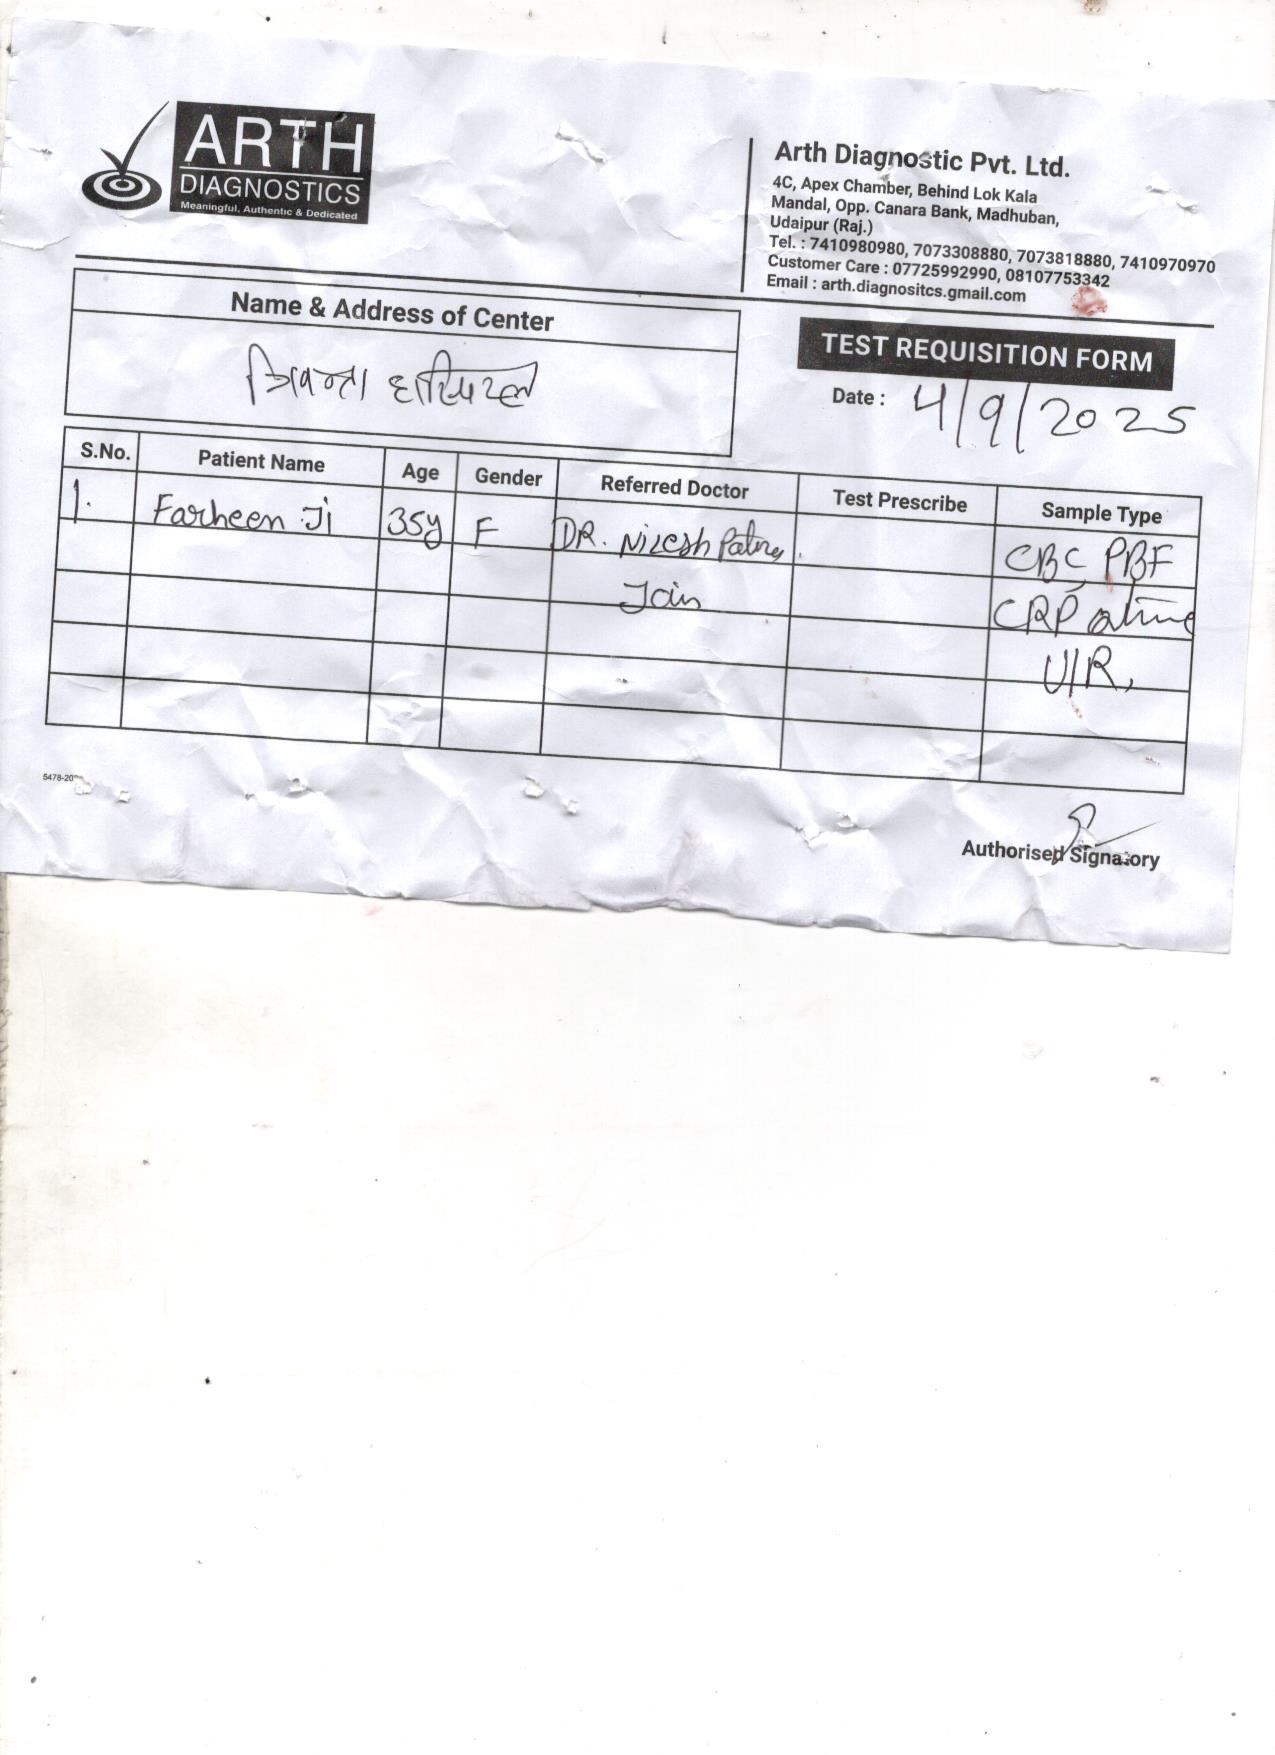 ARTH
DIAGNOSTICS
Meaningful, Authentic & Dedicated
Arth Diagnostic Pvt. Ltd.
4C, Apex Chamber, Behind Lok Kala
Mandal, Opp. Canara Bank, Madhuban,
Udaipur (Raj.)
Tel. : 7410980980, 7073308880, 7073818880, 7410970970
Customer Care : 07725992990, 08107753342
Email : arth.diagnositcs.gmail.com
Name & Address of Center
हास्पिटल
TEST REQUISITION FORM
Date : 4/9/2025
S.No. Patient Name Age Gender Referred Doctor Test Prescribe Sample Type
1. Farheen Ji 35y F DR. Nilesh CBC, PBF
Jain CRP
U/R,
5478-20
Authorised Signatory